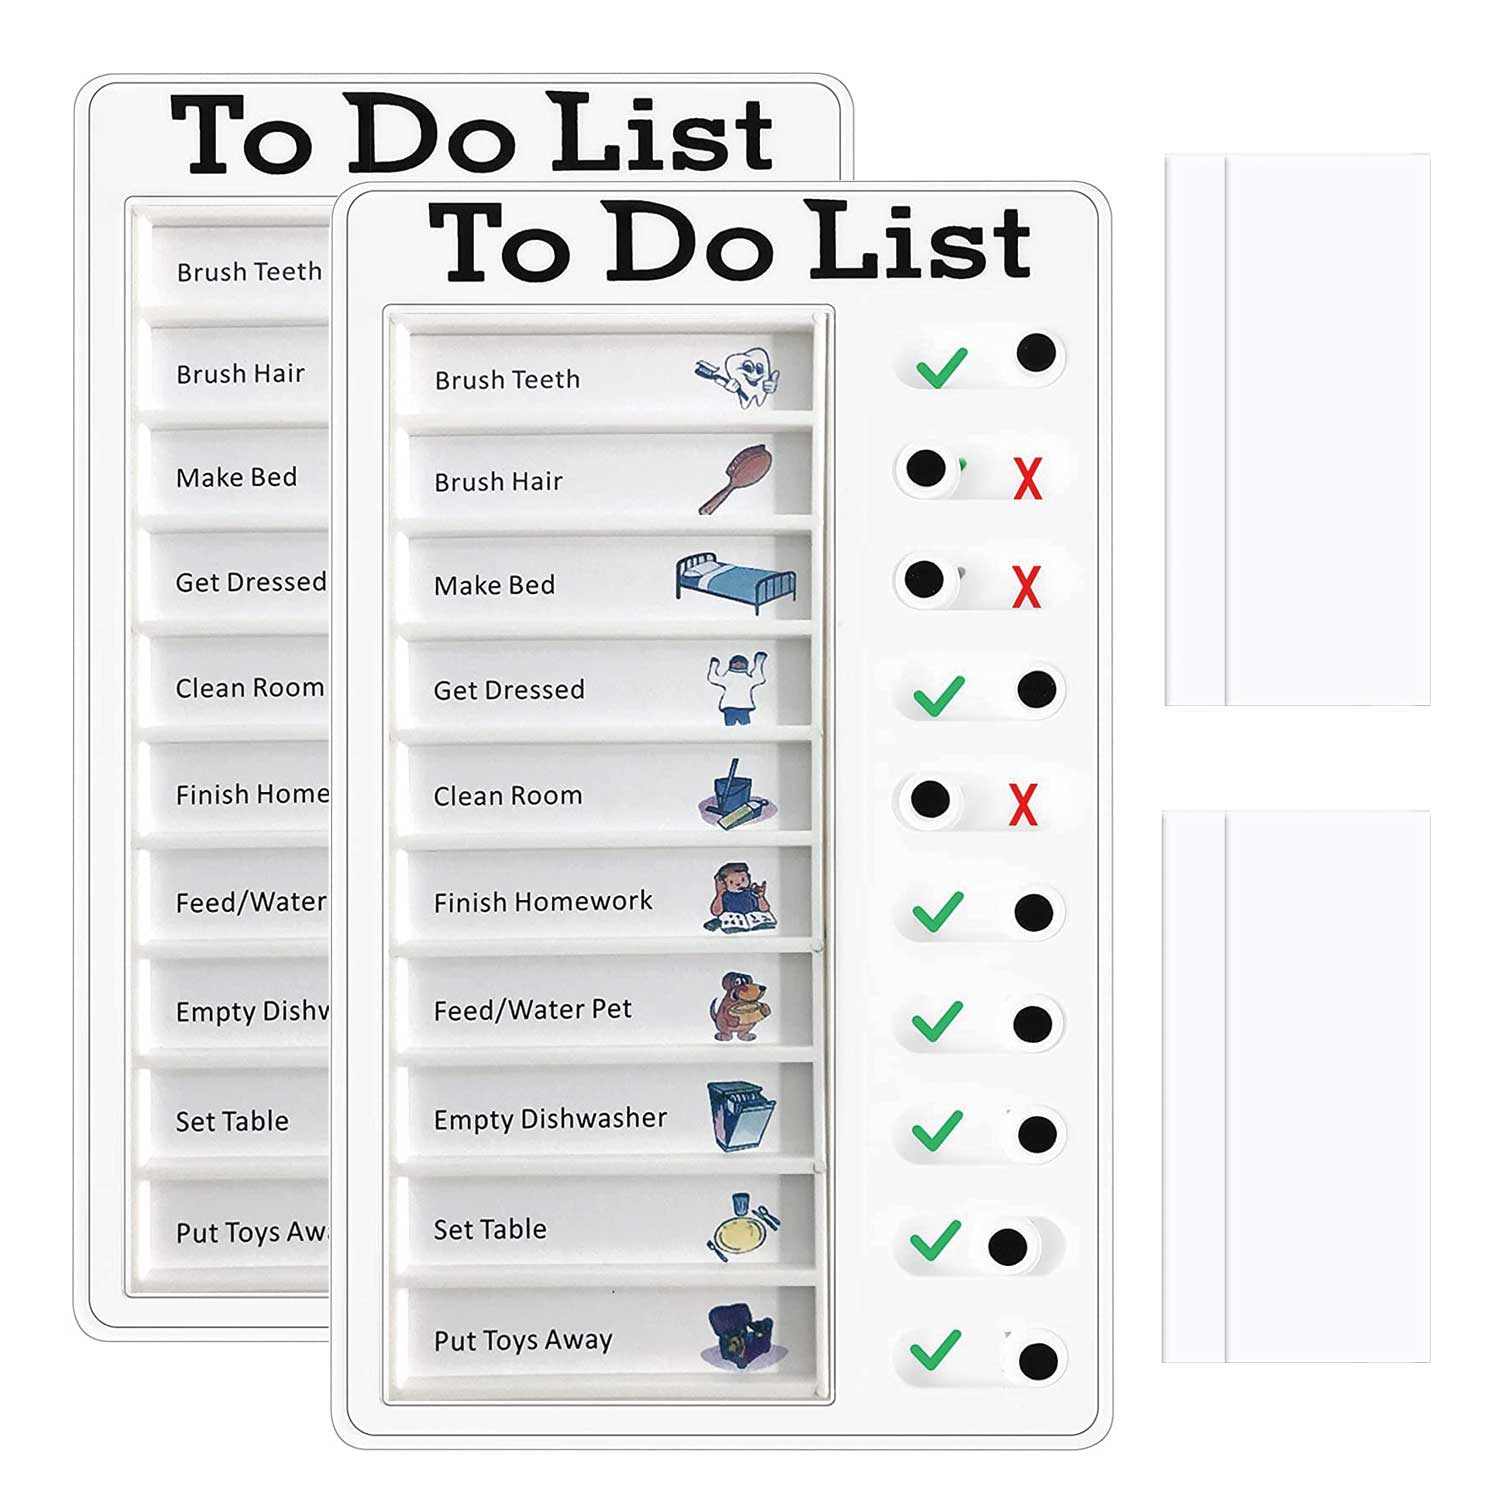 To Do List
Brush Teeth
Brush Hair
Make Bed
Get Dressed
Clean Room
Finish Home
Feed/Water
Empty Dishw
Set Table
Put Toys Aw
To Do List
Brush Teeth ✓
Brush Hair X
Make Bed X
Get Dressed ✓
Clean Room X
Finish Homework ✓
Feed/Water Pet ✓
Empty Dishwasher ✓
Set Table ✓
Put Toys Away ✓